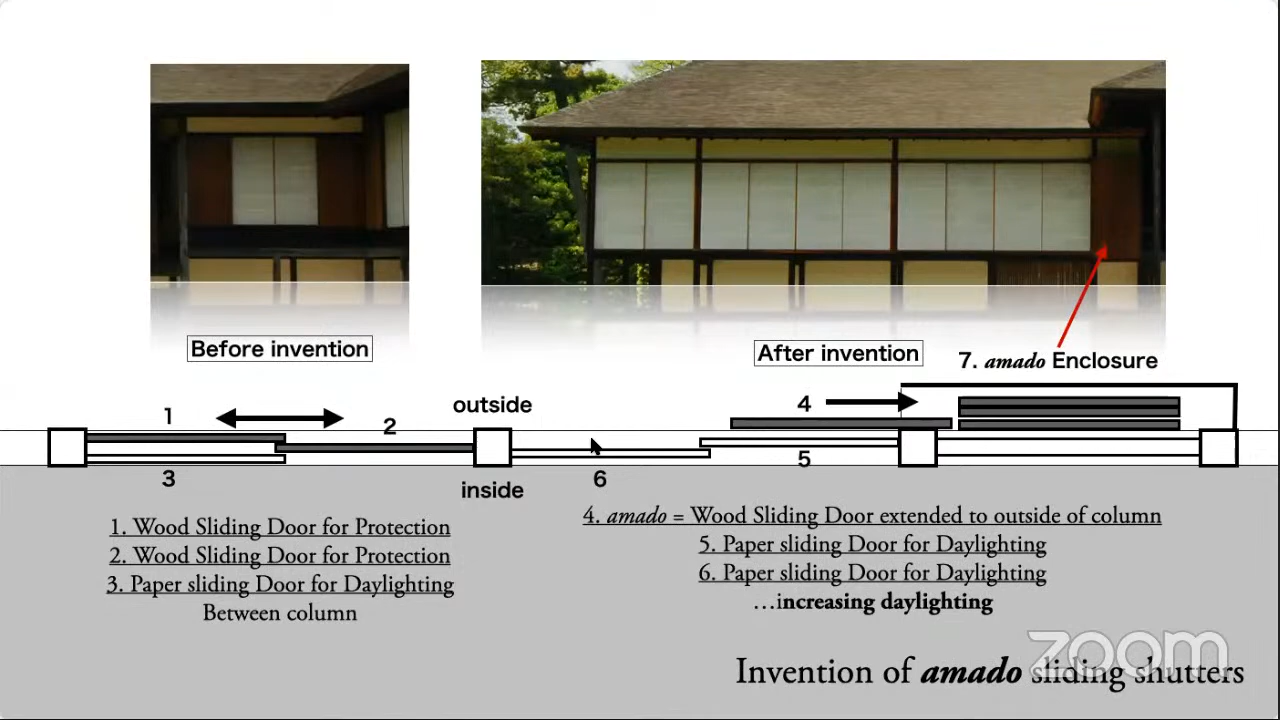 Before invention
After invention
7. amado Enclosure
1
2
3
outside
inside
4
5
6
1. Wood Sliding Door for Protection
2. Wood Sliding Door for Protection
3. Paper sliding Door for Daylighting
Between column
4. amado = Wood Sliding Door extended to outside of column
5. Paper sliding Door for Daylighting
6. Paper sliding Door for Daylighting
…increasing daylighting
zoom
Invention of amado sliding shutters